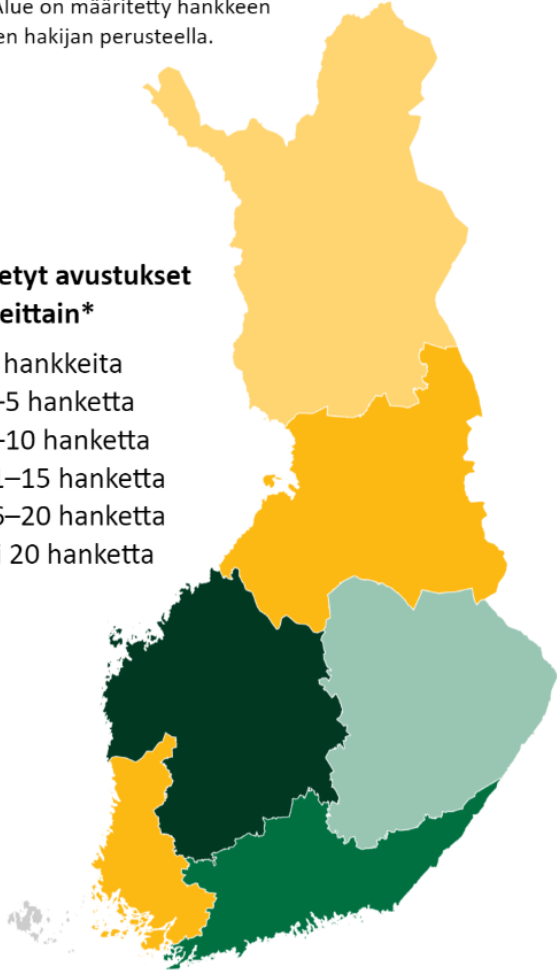 Alue on määritetty hankkeen
en hakijan perusteella.
etyt avustukset
eittain*
hankkeita
–5 hanketta
–10 hanketta
1–15 hanketta
6–20 hanketta
i 20 hanketta